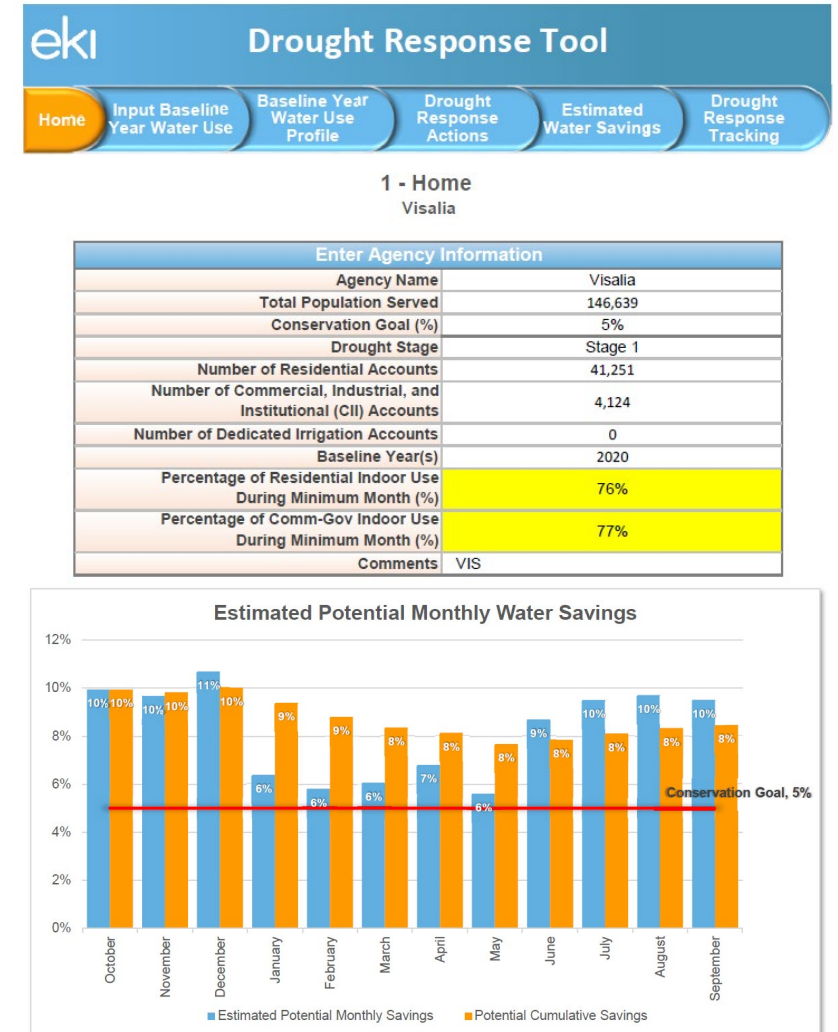 eki
Drought Response Tool
Home
Input Baseline
Year Water Use
Baseline Year
Water Use
Profile
Drought
Response
Actions
Estimated
Water Savings
Drought
Response
Tracking
1 - Home
Visalia
Enter Agency Information
Agency Name Visalia
Total Population Served 146,639
Conservation Goal (%) 5%
Drought Stage Stage 1
Number of Residential Accounts 41,251
Number of Commercial, Industrial, and
Institutional (CII) Accounts 4,124
Number of Dedicated Irrigation Accounts 0
Baseline Year(s) 2020
Percentage of Residential Indoor Use
During Minimum Month (%) 76%
Percentage of Comm-Gov Indoor Use
During Minimum Month (%) 77%
Comments VIS
Estimated Potential Monthly Water Savings
12%
10%
8%
6%
4%
2%
0%
10% 10% 10% 10% 11% 10% 6% 9% 6% 9% 6% 8% 7% 8% 6% 8% 9% 8% 10% 8% 10% 8% 10% 8%
Conservation Goal, 5%
October November December January February March April May June July August September
Estimated Potential Monthly Savings Potential Cumulative Savings